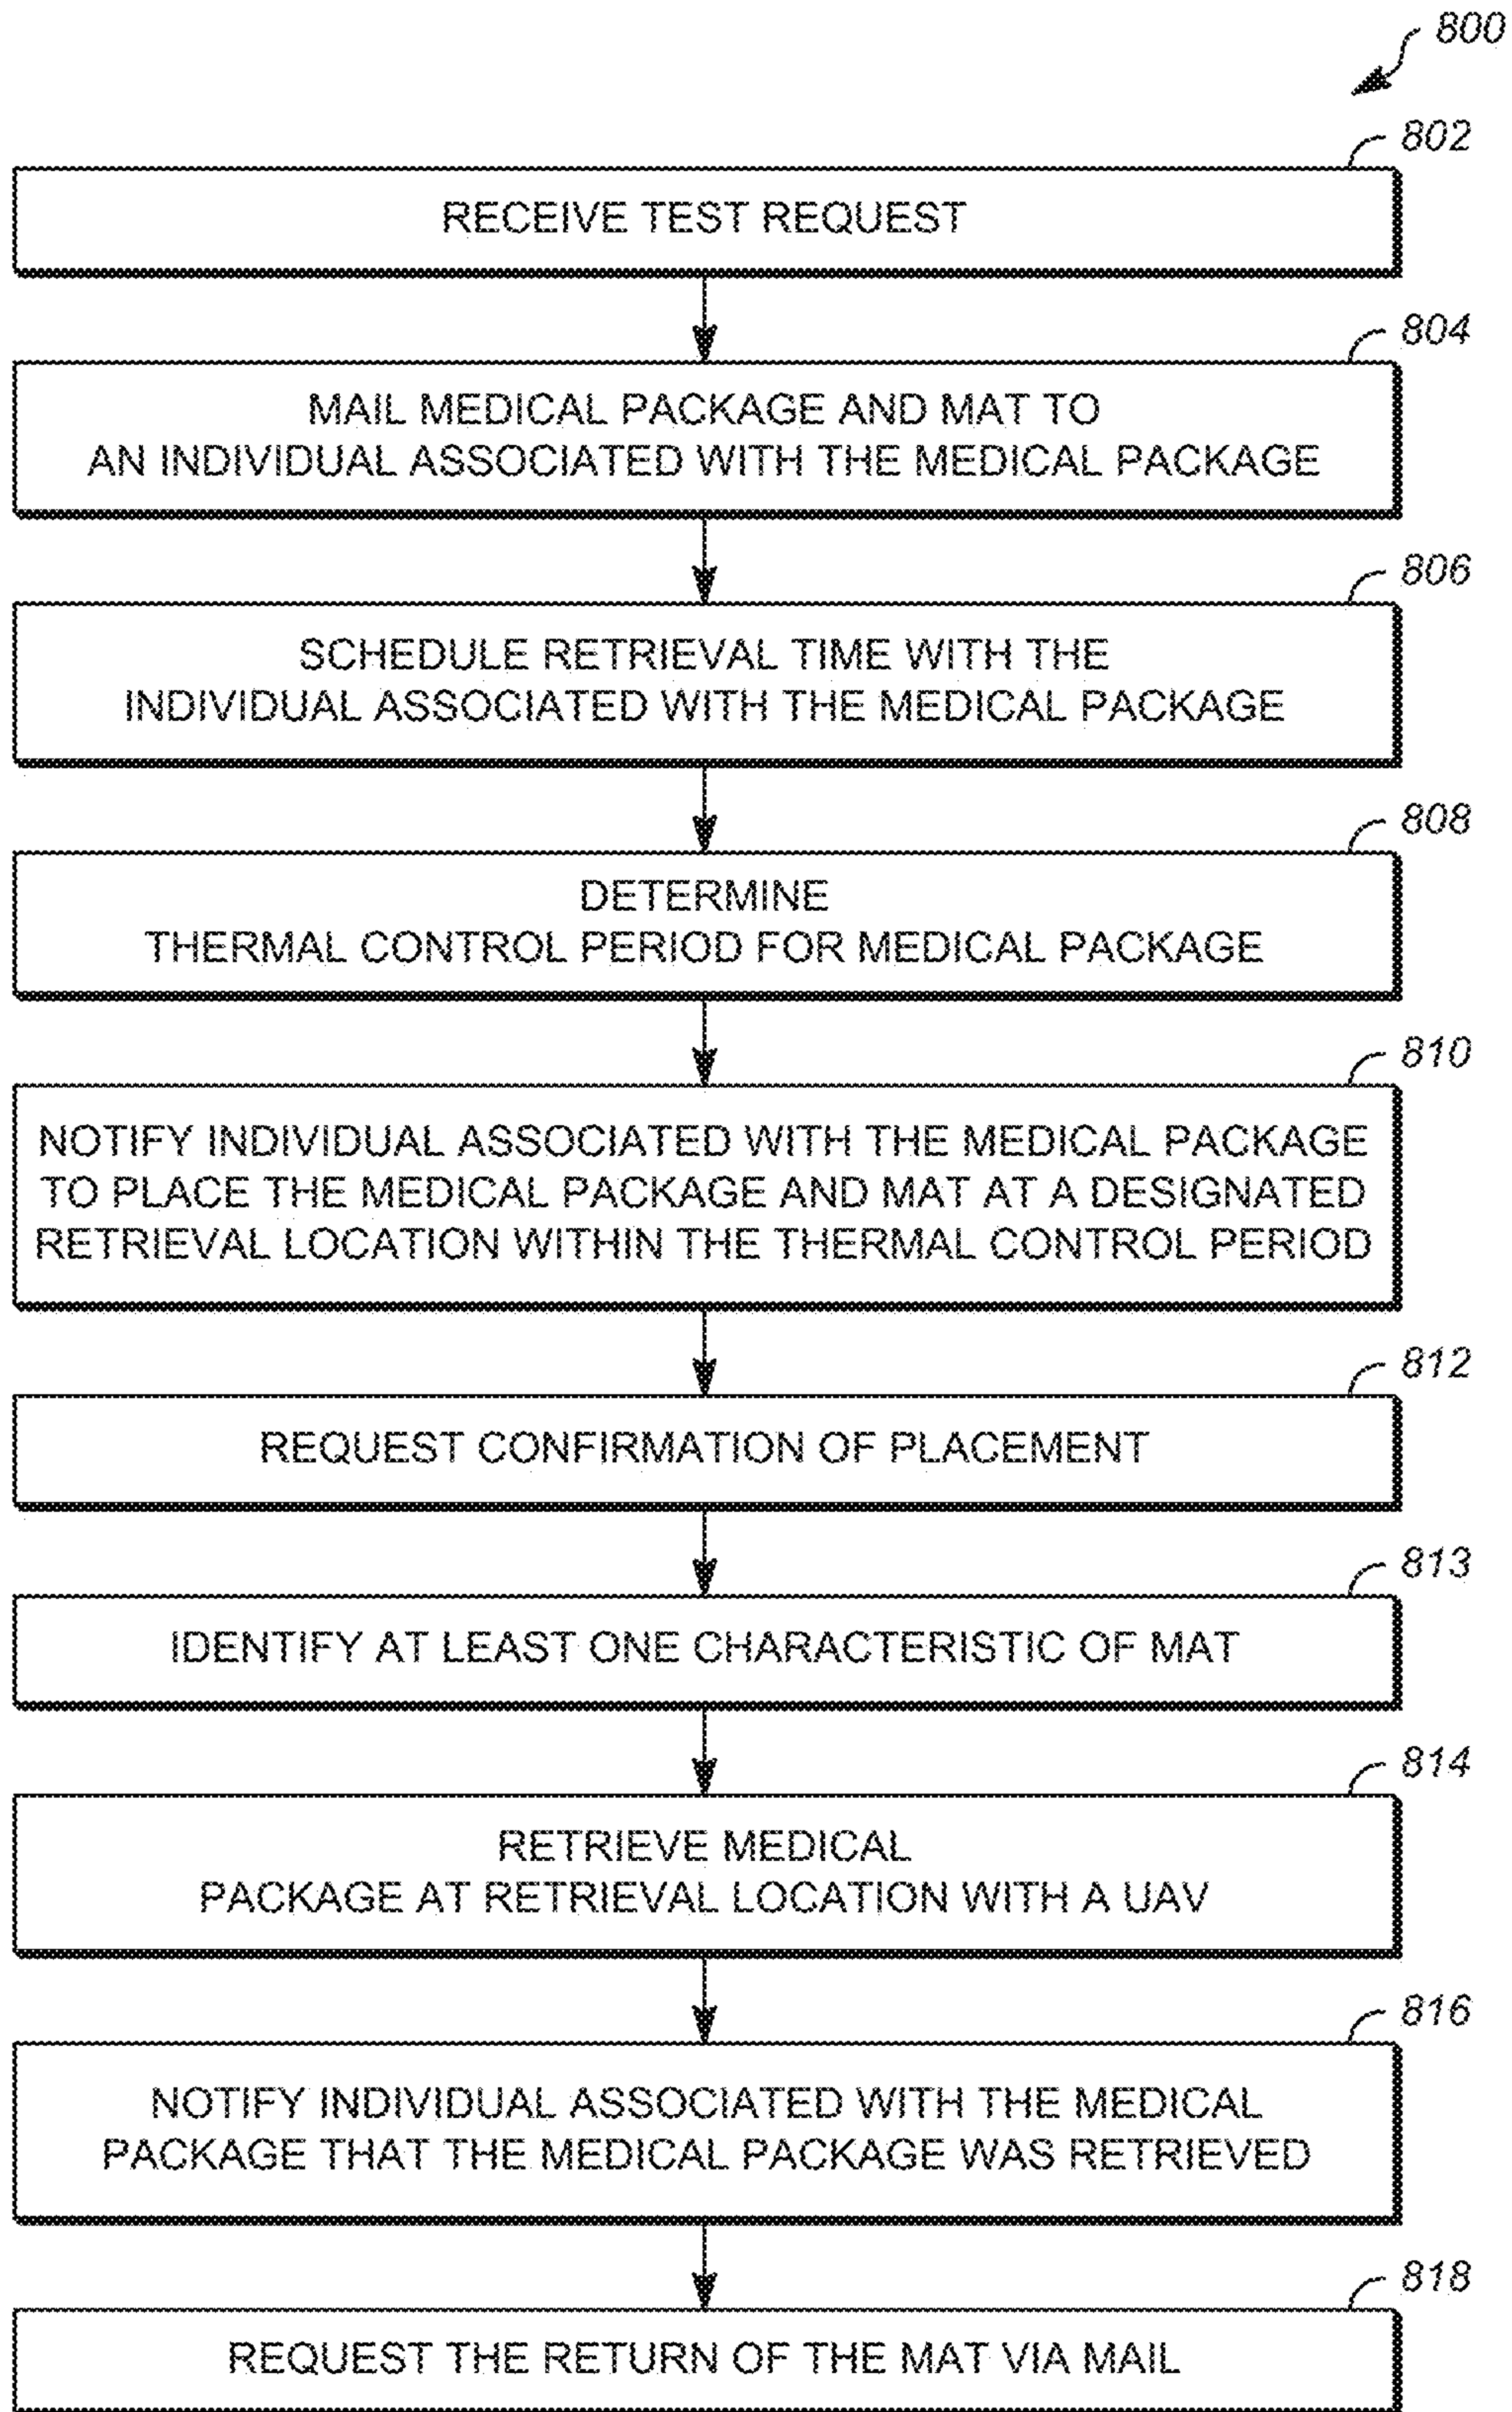 800
802
RECEIVE TEST REQUEST
804
MAIL MEDICAL PACKAGE AND MAT TO
AN INDIVIDUAL ASSOCIATED WITH THE MEDICAL PACKAGE
806
SCHEDULE RETRIEVAL TIME WITH THE
INDIVIDUAL ASSOCIATED WITH THE MEDICAL PACKAGE
808
DETERMINE
THERMAL CONTROL PERIOD FOR MEDICAL PACKAGE
810
NOTIFY INDIVIDUAL ASSOCIATED WITH THE MEDICAL PACKAGE
TO PLACE THE MEDICAL PACKAGE AND MAT AT A DESIGNATED
RETRIEVAL LOCATION WITHIN THE THERMAL CONTROL PERIOD
812
REQUEST CONFIRMATION OF PLACEMENT
813
IDENTIFY AT LEAST ONE CHARACTERISTIC OF MAT
814
RETRIEVE MEDICAL
PACKAGE AT RETRIEVAL LOCATION WITH A UAV
816
NOTIFY INDIVIDUAL ASSOCIATED WITH THE MEDICAL
PACKAGE THAT THE MEDICAL PACKAGE WAS RETRIEVED
818
REQUEST THE RETURN OF THE MAT VIA MAIL